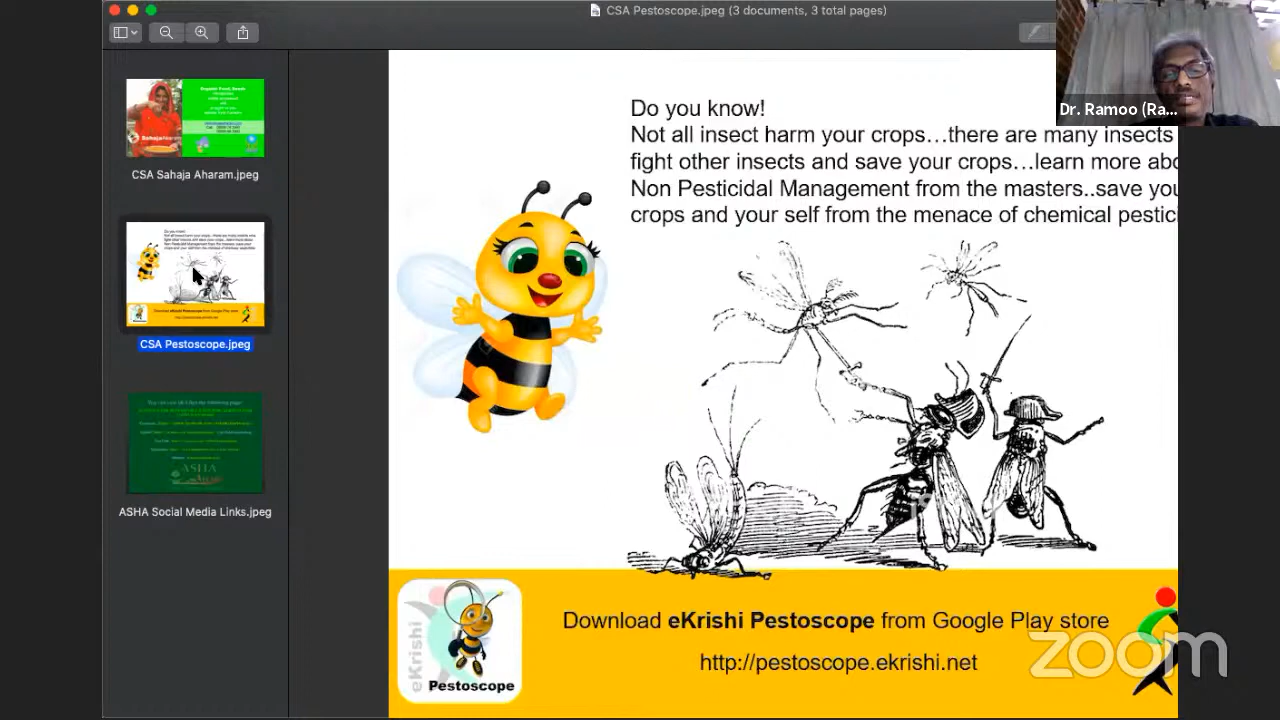 CSA Pestoscope.jpeg (3 documents, 3 total pages)
Dr. Ramoo (Ra...
CSA Sahaja Aharam.jpeg
CSA Pestoscope.jpeg
ASHA
ASHA Social Media Links.jpeg
Do you know!
Not all insect harm your crops...there are many insects
fight other insects and save your crops...learn more abo
Non Pesticidal Management from the masters..save you
crops and your self from the menace of chemical pestici
eKrishi
Pestoscope
Download eKrishi Pestoscope from Google Play store
http://pestoscope.ekrishi.net
zoom